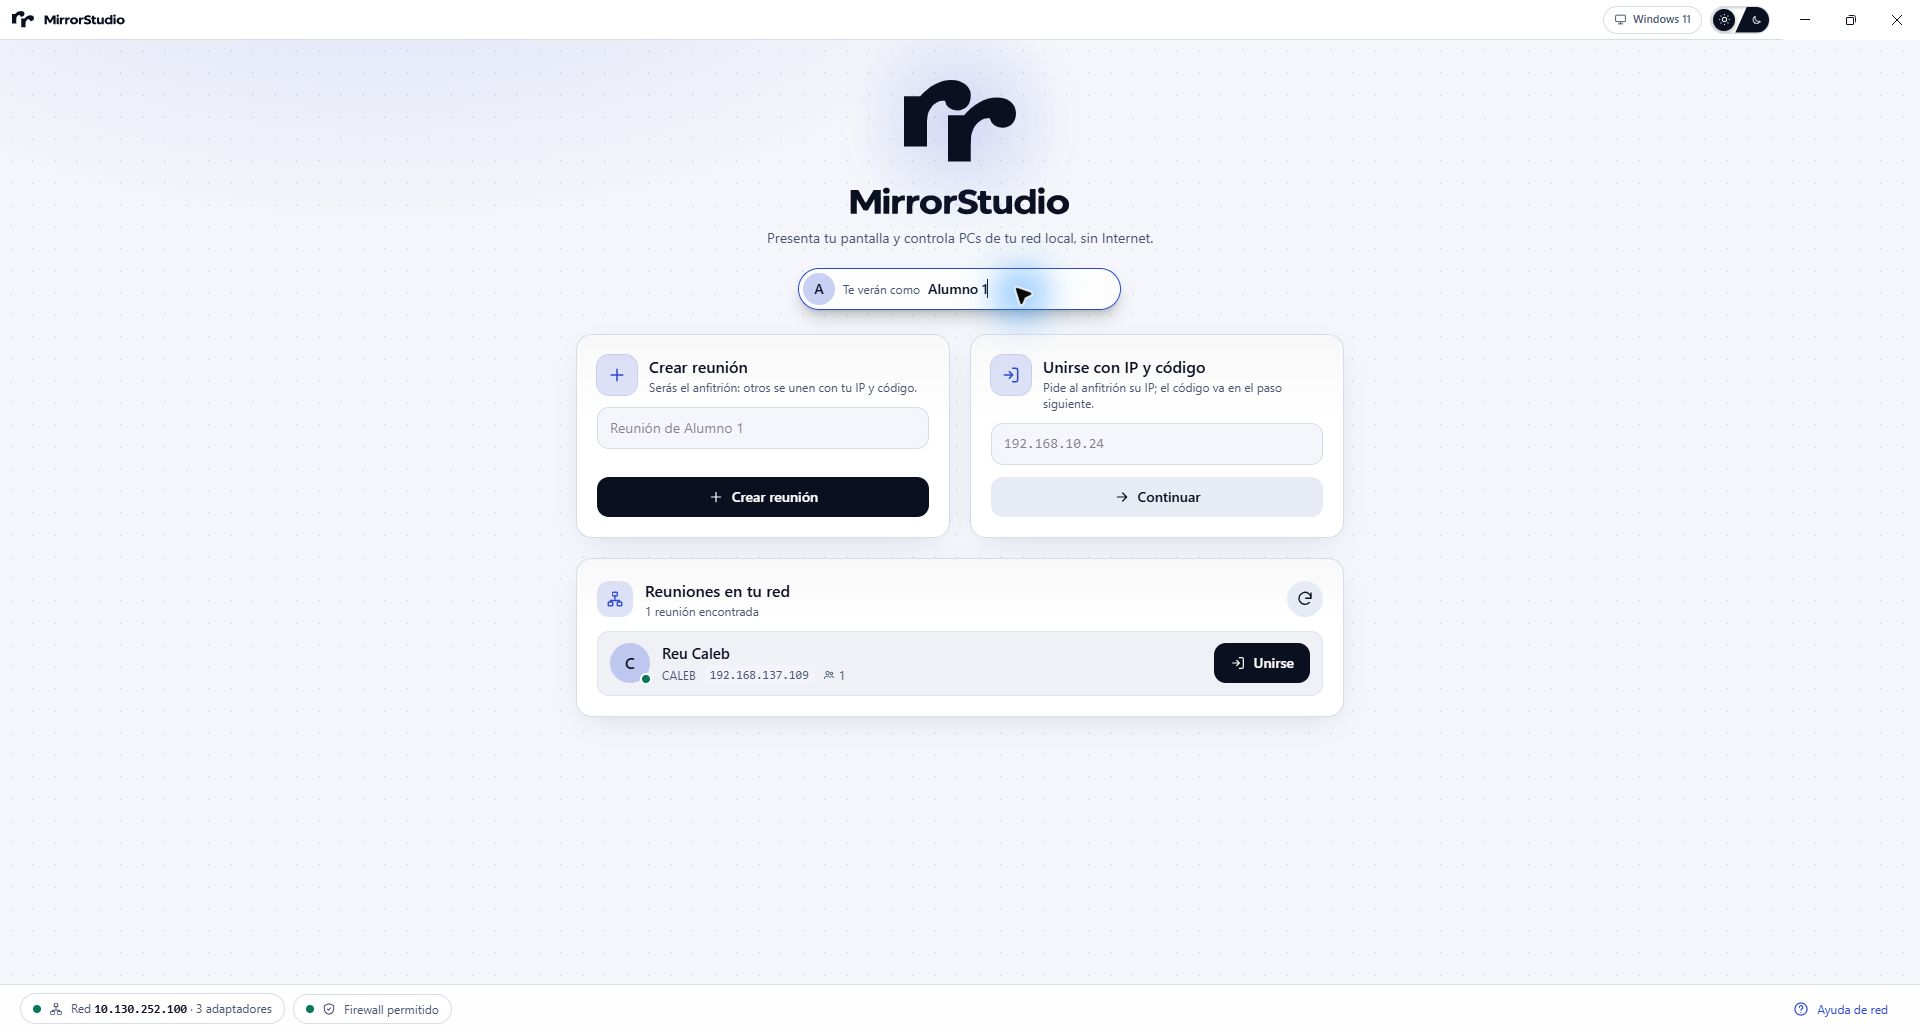 MirrorStudio
Windows 11
MirrorStudio
Presenta tu pantalla y controla PCs de tu red local, sin Internet.
A Te verán como Alumno 1
Crear reunión
Serás el anfitrión: otros se unen con tu IP y código.
Reunión de Alumno 1
Crear reunión
Unirse con IP y código
Pide al anfitrión su IP; el código va en el paso
siguiente.
192.168.10.24
Continuar
Reuniones en tu red
1 reunión encontrada
C
Reu Caleb
CALEB 192.168.137.109 1
Unirse
Red 10.130.252.100 · 3 adaptadores
Firewall permitido
Ayuda de red